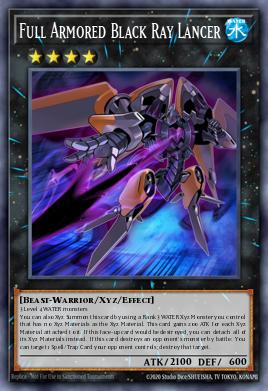 FULL ARMORED BLACK RAY LANCER
WATER
水
[BEAST-WARRIOR/XYZ/EFFECT]
3 Level 4 WATER monsters
You can also Xyz Summon this card by using a Rank 3 WATER Xyz Monster you control
that has no Xyz Materials as the Xyz Material. This card gains 200 ATK for each Xyz
Material attached to it. If this face-up card would be destroyed, you can detach all
of its Xyz Materials instead. If this card destroys an opponent's monster by battle: You
can target 1 Spell/Trap Card your opponent controls; destroy that target.
ATK/2100 DEF/ 600
Replica - Not For Use in Sanctioned Tournaments
©2020 Studio Dice/SHUEISHA, TV TOKYO, KONAMI